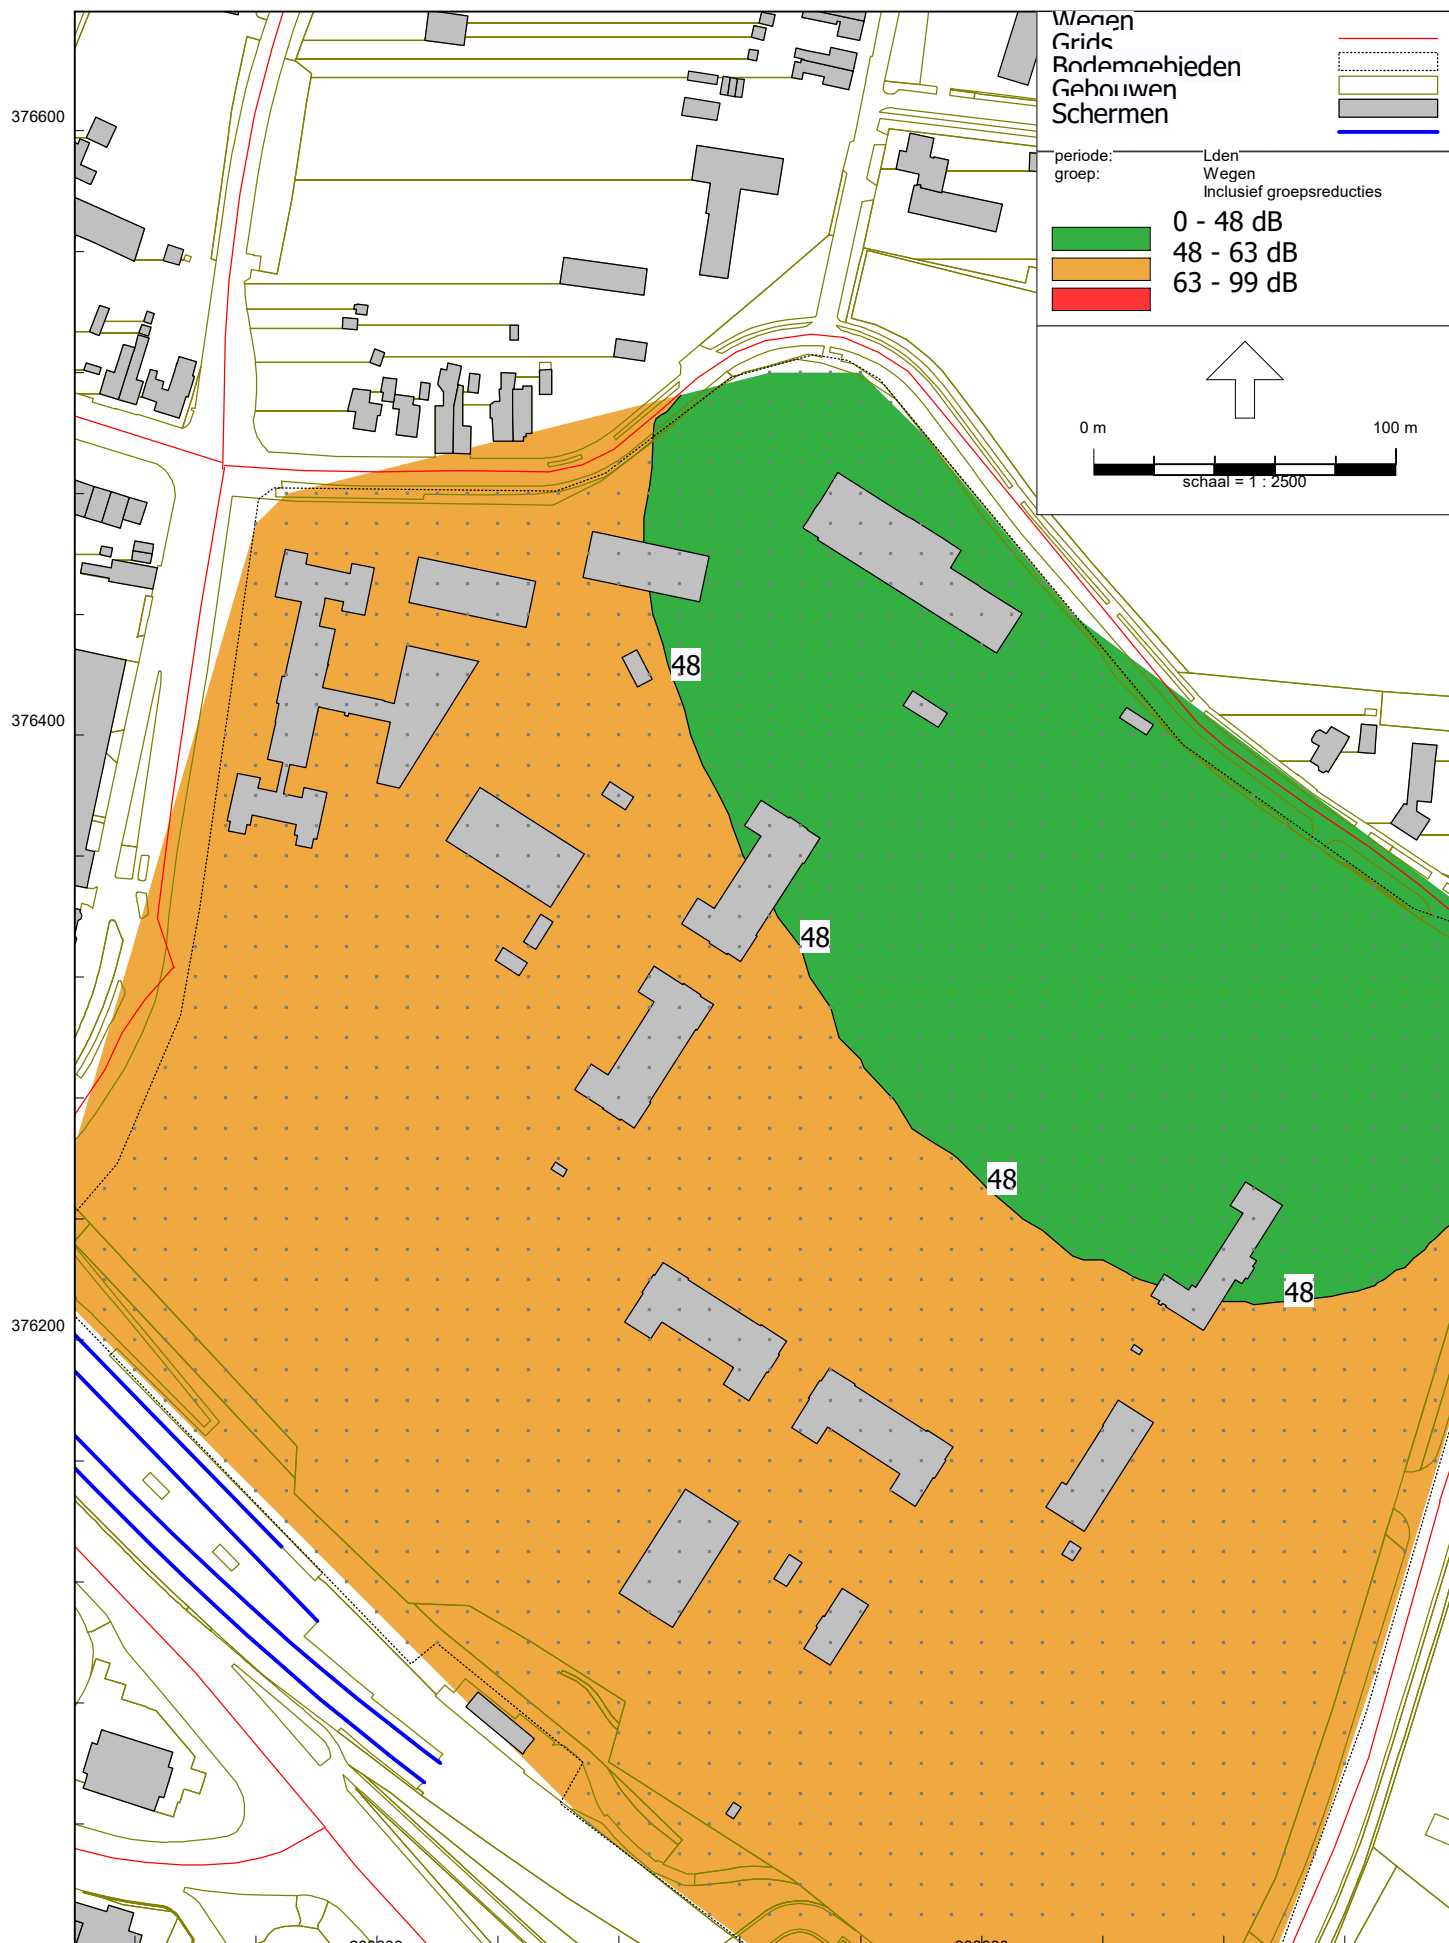 Wegen
Grids
Bodemgebieden
Gebouwen
Schermen
periode: Lden
groep: Wegen
Inclusief groepsreducties
0 - 48 dB
48 - 63 dB
63 - 99 dB
0 m 100 m
schaal = 1 : 2500
376600
376400
376200
48
48
48
48